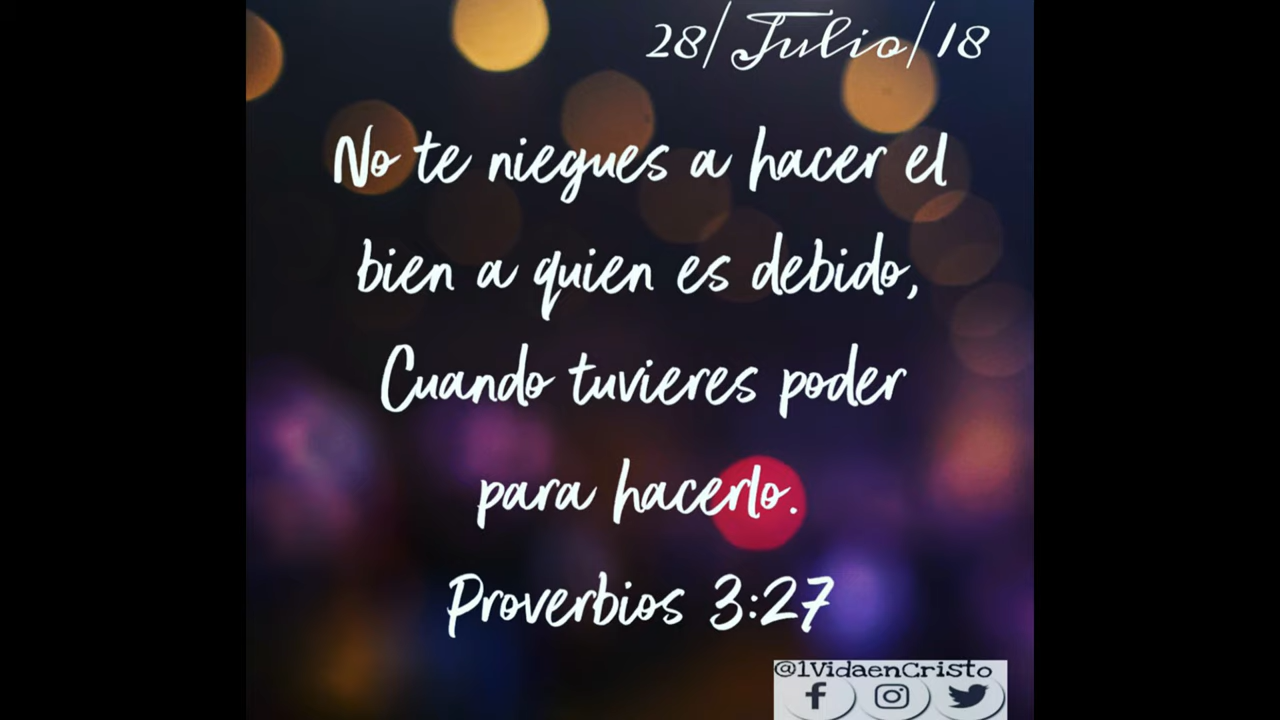 28/Julio/18
No te niegues a hacer el
bien a quien es debido,
Cuando tuvieres poder
para hacerlo.
Proverbios 3:27
@1VidaenCristo